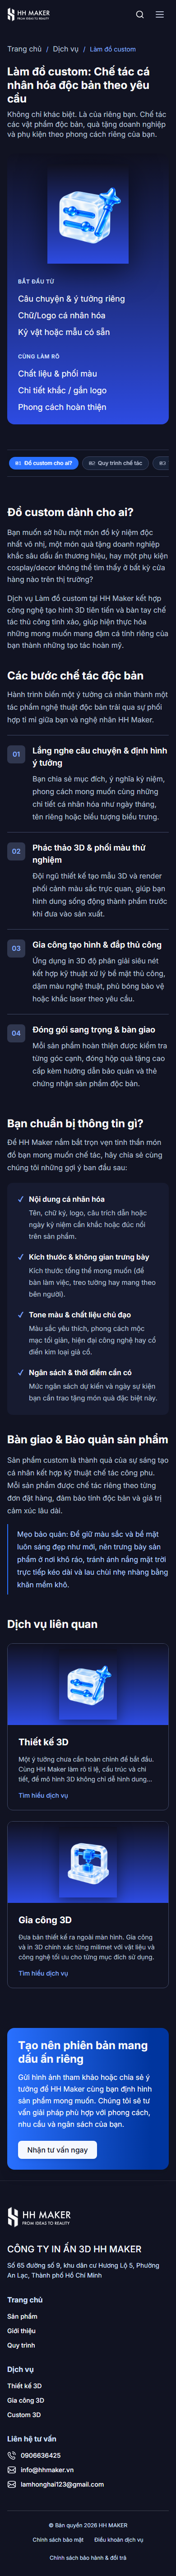 HH MAKER
FROM IDEAS TO REALITY
Trang chủ / Dịch vụ / Làm đồ custom
Làm đồ custom: Chế tác cá
nhân hóa độc bản theo yêu
cầu
Không chỉ khác biệt. Là của riêng bạn. Chế tác
các vật phẩm độc bản, quà tặng doanh nghiệp
và phụ kiện theo phong cách riêng của bạn.
BẮT ĐẦU TỪ
Câu chuyện & ý tưởng riêng
Chữ/Logo cá nhân hóa
Ký vật hoặc mẫu có sẵn
CÙNG LÀM RÕ
Chất liệu & phối màu
Chi tiết khắc / gắn logo
Phong cách hoàn thiện
01 Đồ custom cho ai?
02 Quy trình chế tác
03
Đồ custom dành cho ai?
Bạn muốn sở hữu một món đồ kỷ niệm độc
nhất vô nhị, một món quà tặng doanh nghiệp
khắc sâu dấu ấn thương hiệu, hay một phụ kiện
cosplay/decor không thể tìm thấy ở bất kỳ cửa
hàng nào trên thị trường?
Dịch vụ Làm đồ custom tại HH Maker kết hợp
công nghệ tạo hình 3D tiên tiến và bàn tay chế
tác thủ công tinh xảo, giúp hiện thực hóa
những mong muốn mang đậm cá tính riêng của
bạn thành những tạo tác hoàn mỹ.
Các bước chế tác độc bản
Hành trình biến một ý tưởng cá nhân thành một
tác phẩm nghệ thuật độc bản trải qua sự phối
hợp tỉ mỉ giữa bạn và nghệ nhân HH Maker.
01
Lắng nghe câu chuyện & định hình
ý tưởng
Bạn chia sẻ mục đích, ý nghĩa kỷ niệm,
phong cách mong muốn cùng những
chi tiết cá nhân hóa như ngày tháng,
tên riêng hoặc biểu tượng biểu trưng.
02
Phác thảo 3D & phối màu thử
nghiệm
Đội ngũ thiết kế tạo mẫu 3D và render
phối cảnh màu sắc trực quan, giúp bạn
hình dung sống động thành phẩm trước
khi đưa vào sản xuất.
03
Gia công tạo hình & đắp thủ công
Ứng dụng in 3D độ phân giải siêu nét
kết hợp kỹ thuật xử lý bề mặt thủ công,
dặm màu nghệ thuật, phủ bóng bảo vệ
hoặc khắc laser theo yêu cầu.
04
Đóng gói sang trọng & bàn giao
Mỗi sản phẩm hoàn thiện được kiểm tra
từng góc cạnh, đóng hộp quà tặng cao
cấp kèm hướng dẫn bảo quản và thẻ
chứng nhận sản phẩm độc bản.
Bạn chuẩn bị thông tin gì?
Để HH Maker nắm bắt trọn vẹn tinh thần món
đồ bạn mong muốn chế tác, hãy chia sẻ cùng
chúng tôi những gợi ý ban đầu sau:
✓ Nội dung cá nhân hóa
Tên, chữ ký, logo, câu trích dẫn hoặc
ngày kỷ niệm cần khắc hoặc đúc nổi
trên sản phẩm.
✓ Kích thước & không gian trưng bày
Kích thước tổng thể mong muốn (để
bàn làm việc, treo tường hay mang theo
bên người).
✓ Tone màu & chất liệu chủ đạo
Màu sắc yêu thích, phong cách mộc
mạc tối giản, hiện đại công nghệ hay cổ
điển kim loại giả cổ.
✓ Ngân sách & thời điểm cần có
Mức ngân sách dự kiến và ngày sự kiện
bạn cần trao tặng món quà đặc biệt này.
Bàn giao & Bảo quản sản phẩm
Sản phẩm custom là thành quả của sự sáng tạo
cá nhân kết hợp kỹ thuật chế tác công phu.
Mỗi sản phẩm được chế tác riêng theo từng
đơn đặt hàng, đảm bảo tính độc bản và giá trị
cảm xúc lâu dài.
Mẹo bảo quản: Để giữ màu sắc và bề mặt
luôn sáng đẹp như mới, nên trưng bày sản
phẩm ở nơi khô ráo, tránh ánh nắng mặt trời
trực tiếp kéo dài và lau chùi nhẹ nhàng bằng
khăn mềm khô.
Dịch vụ liên quan
Thiết kế 3D
Một ý tưởng chưa cần hoàn chỉnh để bắt đầu.
Cùng HH Maker làm rõ tỉ lệ, cấu trúc và chi
tiết, để mô hình 3D không chỉ dễ hình dung...
Tìm hiểu dịch vụ
Gia công 3D
Đưa bản thiết kế ra ngoài màn hình. Gia công
và in 3D chính xác từng milimet với vật liệu và
công nghệ tối ưu cho từng mục đích sử dụng.
Tìm hiểu dịch vụ
Tạo nên phiên bản mang
dấu ấn riêng
Gửi hình ảnh tham khảo hoặc chia sẻ ý
tưởng để HH Maker cùng bạn định hình
sản phẩm mong muốn. Chúng tôi sẽ tư
vấn giải pháp phù hợp với phong cách,
nhu cầu và ngân sách của bạn.
Nhận tư vấn ngay
HH MAKER
FROM IDEAS TO REALITY
CÔNG TY IN ẤN 3D HH MAKER
Số 65 đường số 9, khu dân cư Hương Lộ 5, Phường
An Lạc, Thành phố Hồ Chí Minh
Trang chủ
Sản phẩm
Giới thiệu
Quy trình
Dịch vụ
Thiết kế 3D
Gia công 3D
Custom 3D
Liên hệ tư vấn
0906636425
info@hhmaker.vn
lamhonghai123@gmail.com
© Bản quyền 2026 HH MAKER
Chính sách bảo mật Điều khoản dịch vụ
Chính sách bảo hành & đổi trả